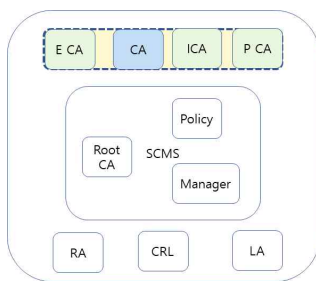 E CA
CA
ICA
P CA
Policy
Root
CA
SCMS
Manager
RA
CRL
LA